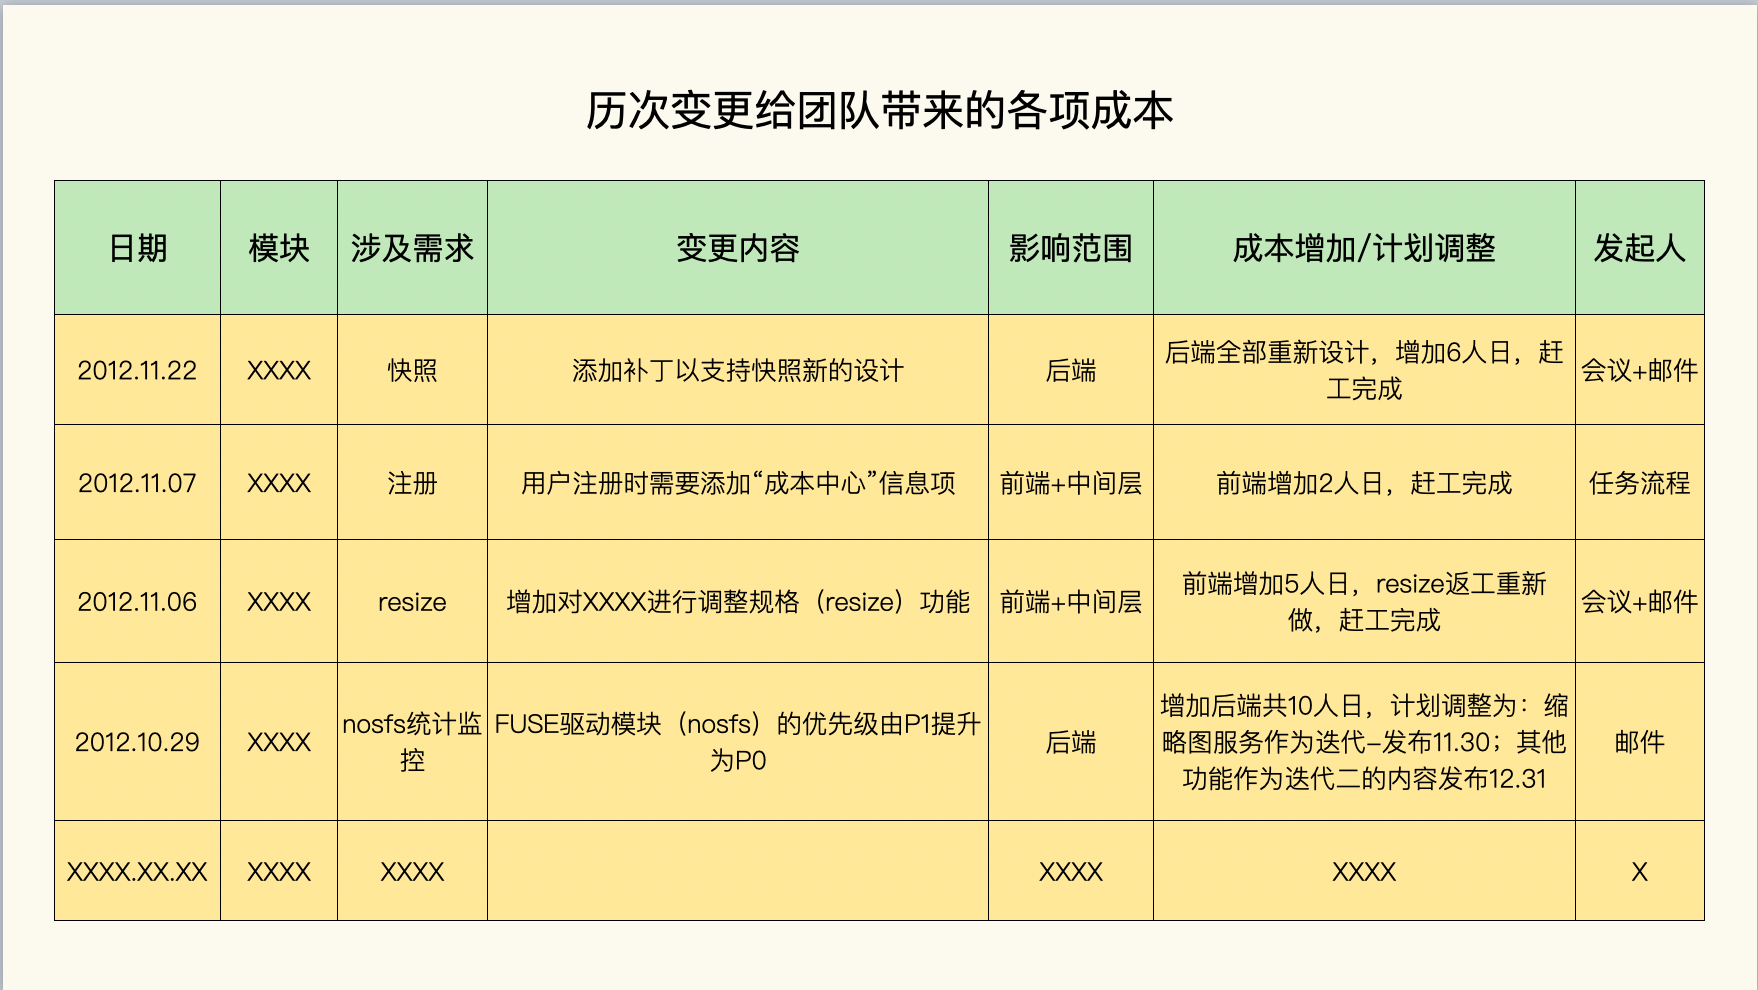 历次变更给团队带来的各项成本
日期 模块 涉及需求 变更内容 影响范围 成本增加/计划调整 发起人
2012.11.22 XXXX 快照 添加补丁以支持快照新的设计 后端 后端全部重新设计，增加6人日，赶
工完成 会议+邮件
2012.11.07 XXXX 注册 用户注册时需要添加“成本中心”信息项 前端+中间层 前端增加2人日，赶工完成 任务流程
2012.11.06 XXXX resize 增加对XXXX进行调整规格（resize）功能 前端+中间层 前端增加5人日，resize返工重新
做，赶工完成 会议+邮件
2012.10.29 XXXX nosfs统计监
控 FUSE驱动模块（nosfs）的优先级由P1提升
为P0 后端 增加后端共10人日，计划调整为：缩
略图服务作为迭代–发布11.30；其他
功能作为迭代二的内容发布12.31 邮件
XXXX.XX.XX XXXX XXXX XXXX XXXX X